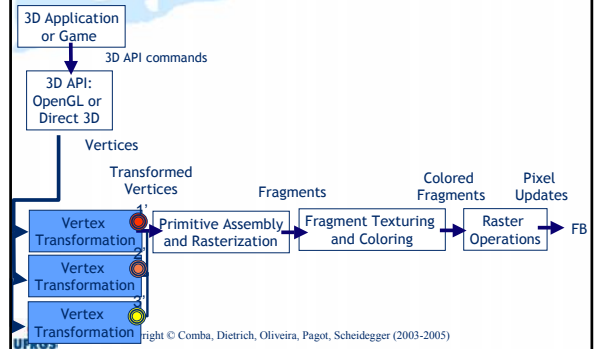 3D Application
or Game
3D API commands
3D API:
OpenGL or
Direct 3D
Vertices
Transformed
Vertices
Fragments
Colored
Fragments
Pixel
Updates
1'
Vertex
Transformation
Primitive Assembly
and Rasterization
Fragment Texturing
and Coloring
Raster
Operations
FB
2'
Vertex
Transformation
3'
Vertex
Transformation
right © Comba, Dietrich, Oliveira, Pagot, Scheidegger (2003-2005)
UFRGS